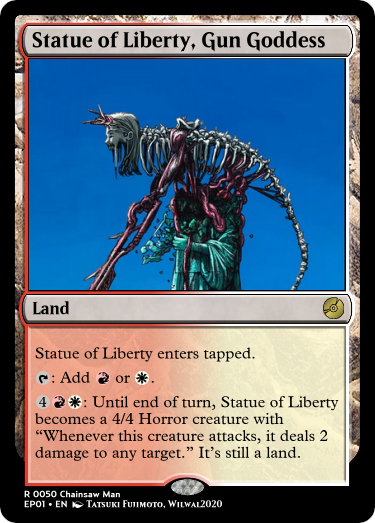 Statue of Liberty, Gun Goddess
Land
Statue of Liberty enters tapped.
: Add or .
4 : Until end of turn, Statue of Liberty
becomes a 4/4 Horror creature with
“Whenever this creature attacks, it deals 2
damage to any target.” It’s still a land.
R 0050 Chainsaw Man
EP01 • EN Tatsuki Fujimoto, Wilwal2020